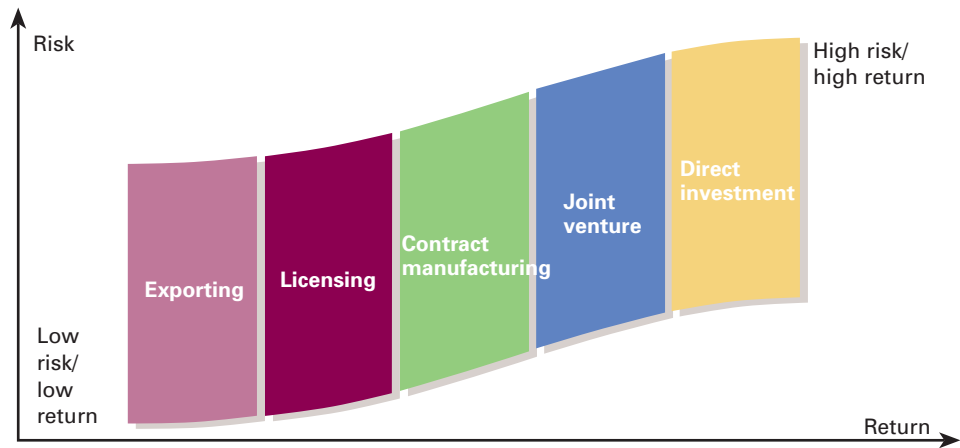 Risk
High risk/
high return
Direct
investment
Joint
venture
Contract
manufacturing
Licensing
Exporting
Low
risk/
low
return
Return